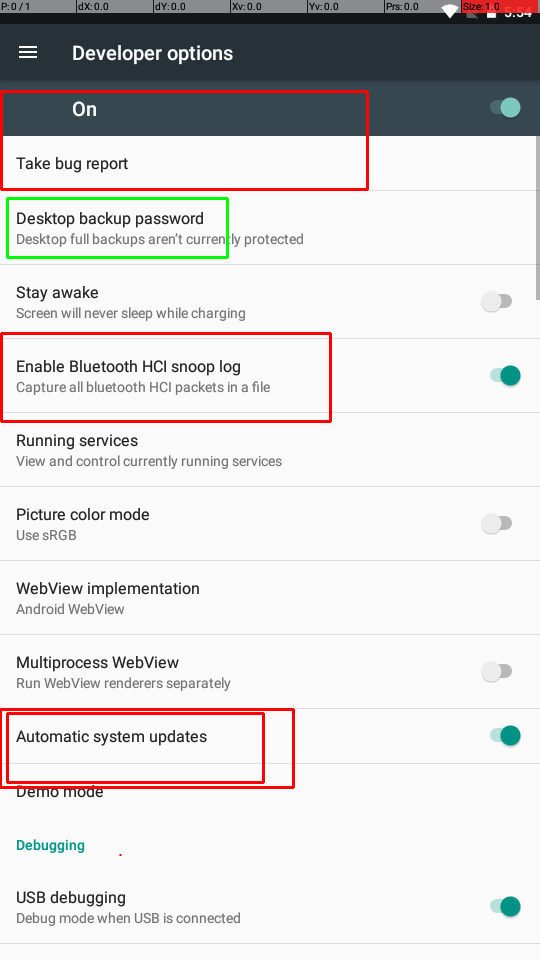 P: 0 / 1 dX: 0.0 dY: 0.0 Xv: 0.0 Yv: 0.0 Prs: 0.0 Size: 1.0
5:54
Developer options
On
Take bug report
Desktop backup password
Desktop full backups aren't currently protected
Stay awake
Screen will never sleep while charging
Enable Bluetooth HCI snoop log
Capture all bluetooth HCI packets in a file
Running services
View and control currently running services
Picture color mode
Use sRGB
WebView implementation
Android WebView
Multiprocess WebView
Run WebView renderers separately
Automatic system updates
Demo mode
Debugging
USB debugging
Debug mode when USB is connected